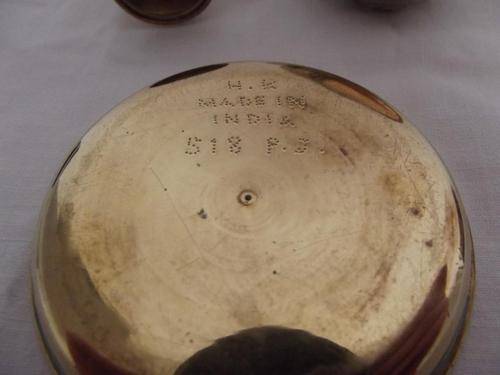 H.K
MADE IN
INDIA
S18 P.J.